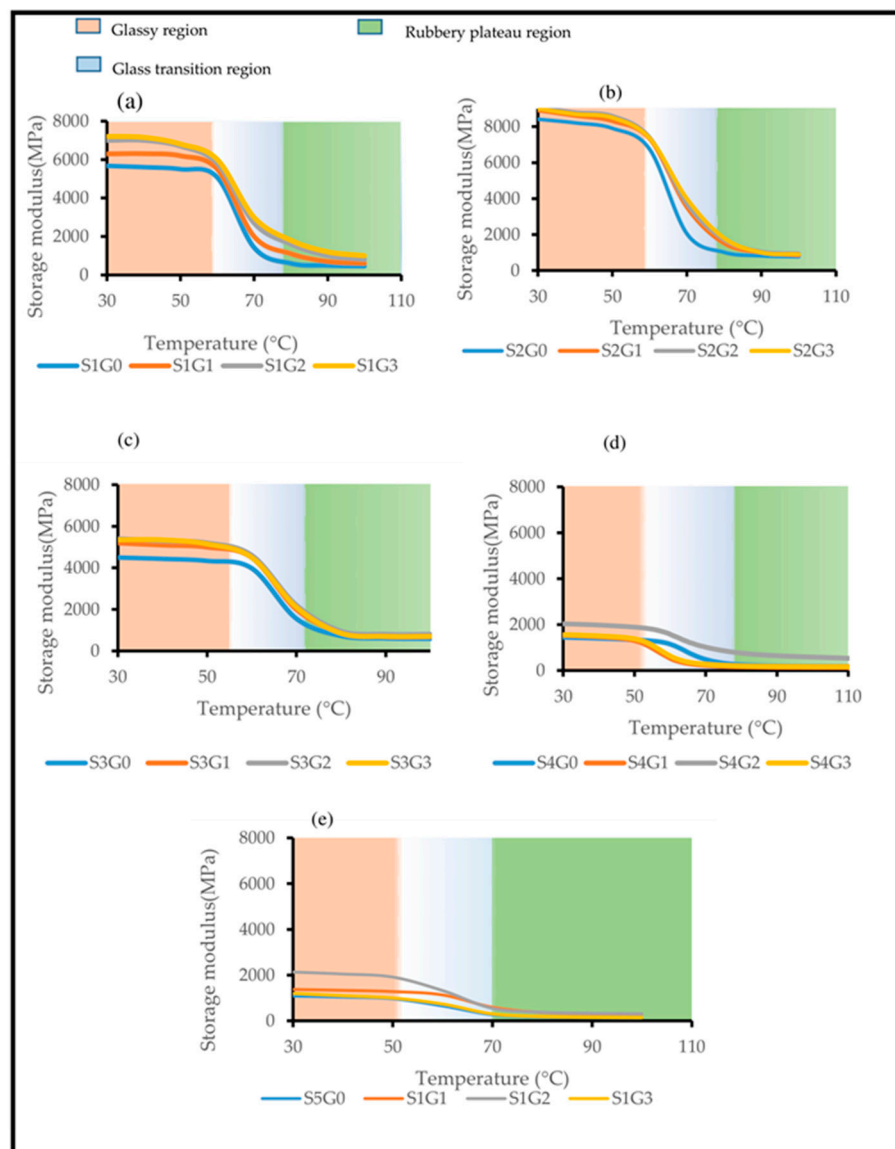 Glassy region
Rubbery plateau region
Glass transition region
(a)
8000
6000
4000
2000
0
Storage modulus(MPa)
30 50 70 90 110
Temperature (°C)
S1G0 S1G1 S1G2 S1G3
(b)
8000
6000
4000
2000
0
Storage modulus(MPa)
30 50 70 90 110
Temperature (°C)
S2G0 S2G1 S2G2 S2G3
(c)
8000
6000
4000
2000
0
Storage modulus(MPa)
30 50 70 90
Temperature (°C)
S3G0 S3G1 S3G2 S3G3
(d)
8000
6000
4000
2000
0
Storage modulus(MPa)
30 50 70 90 110
Temperature (°C)
S4G0 S4G1 S4G2 S4G3
(e)
8000
6000
4000
2000
0
Storage modulus(MPa)
30 50 70 90 110
Temperature (°C)
S5G0 S1G1 S1G2 S1G3